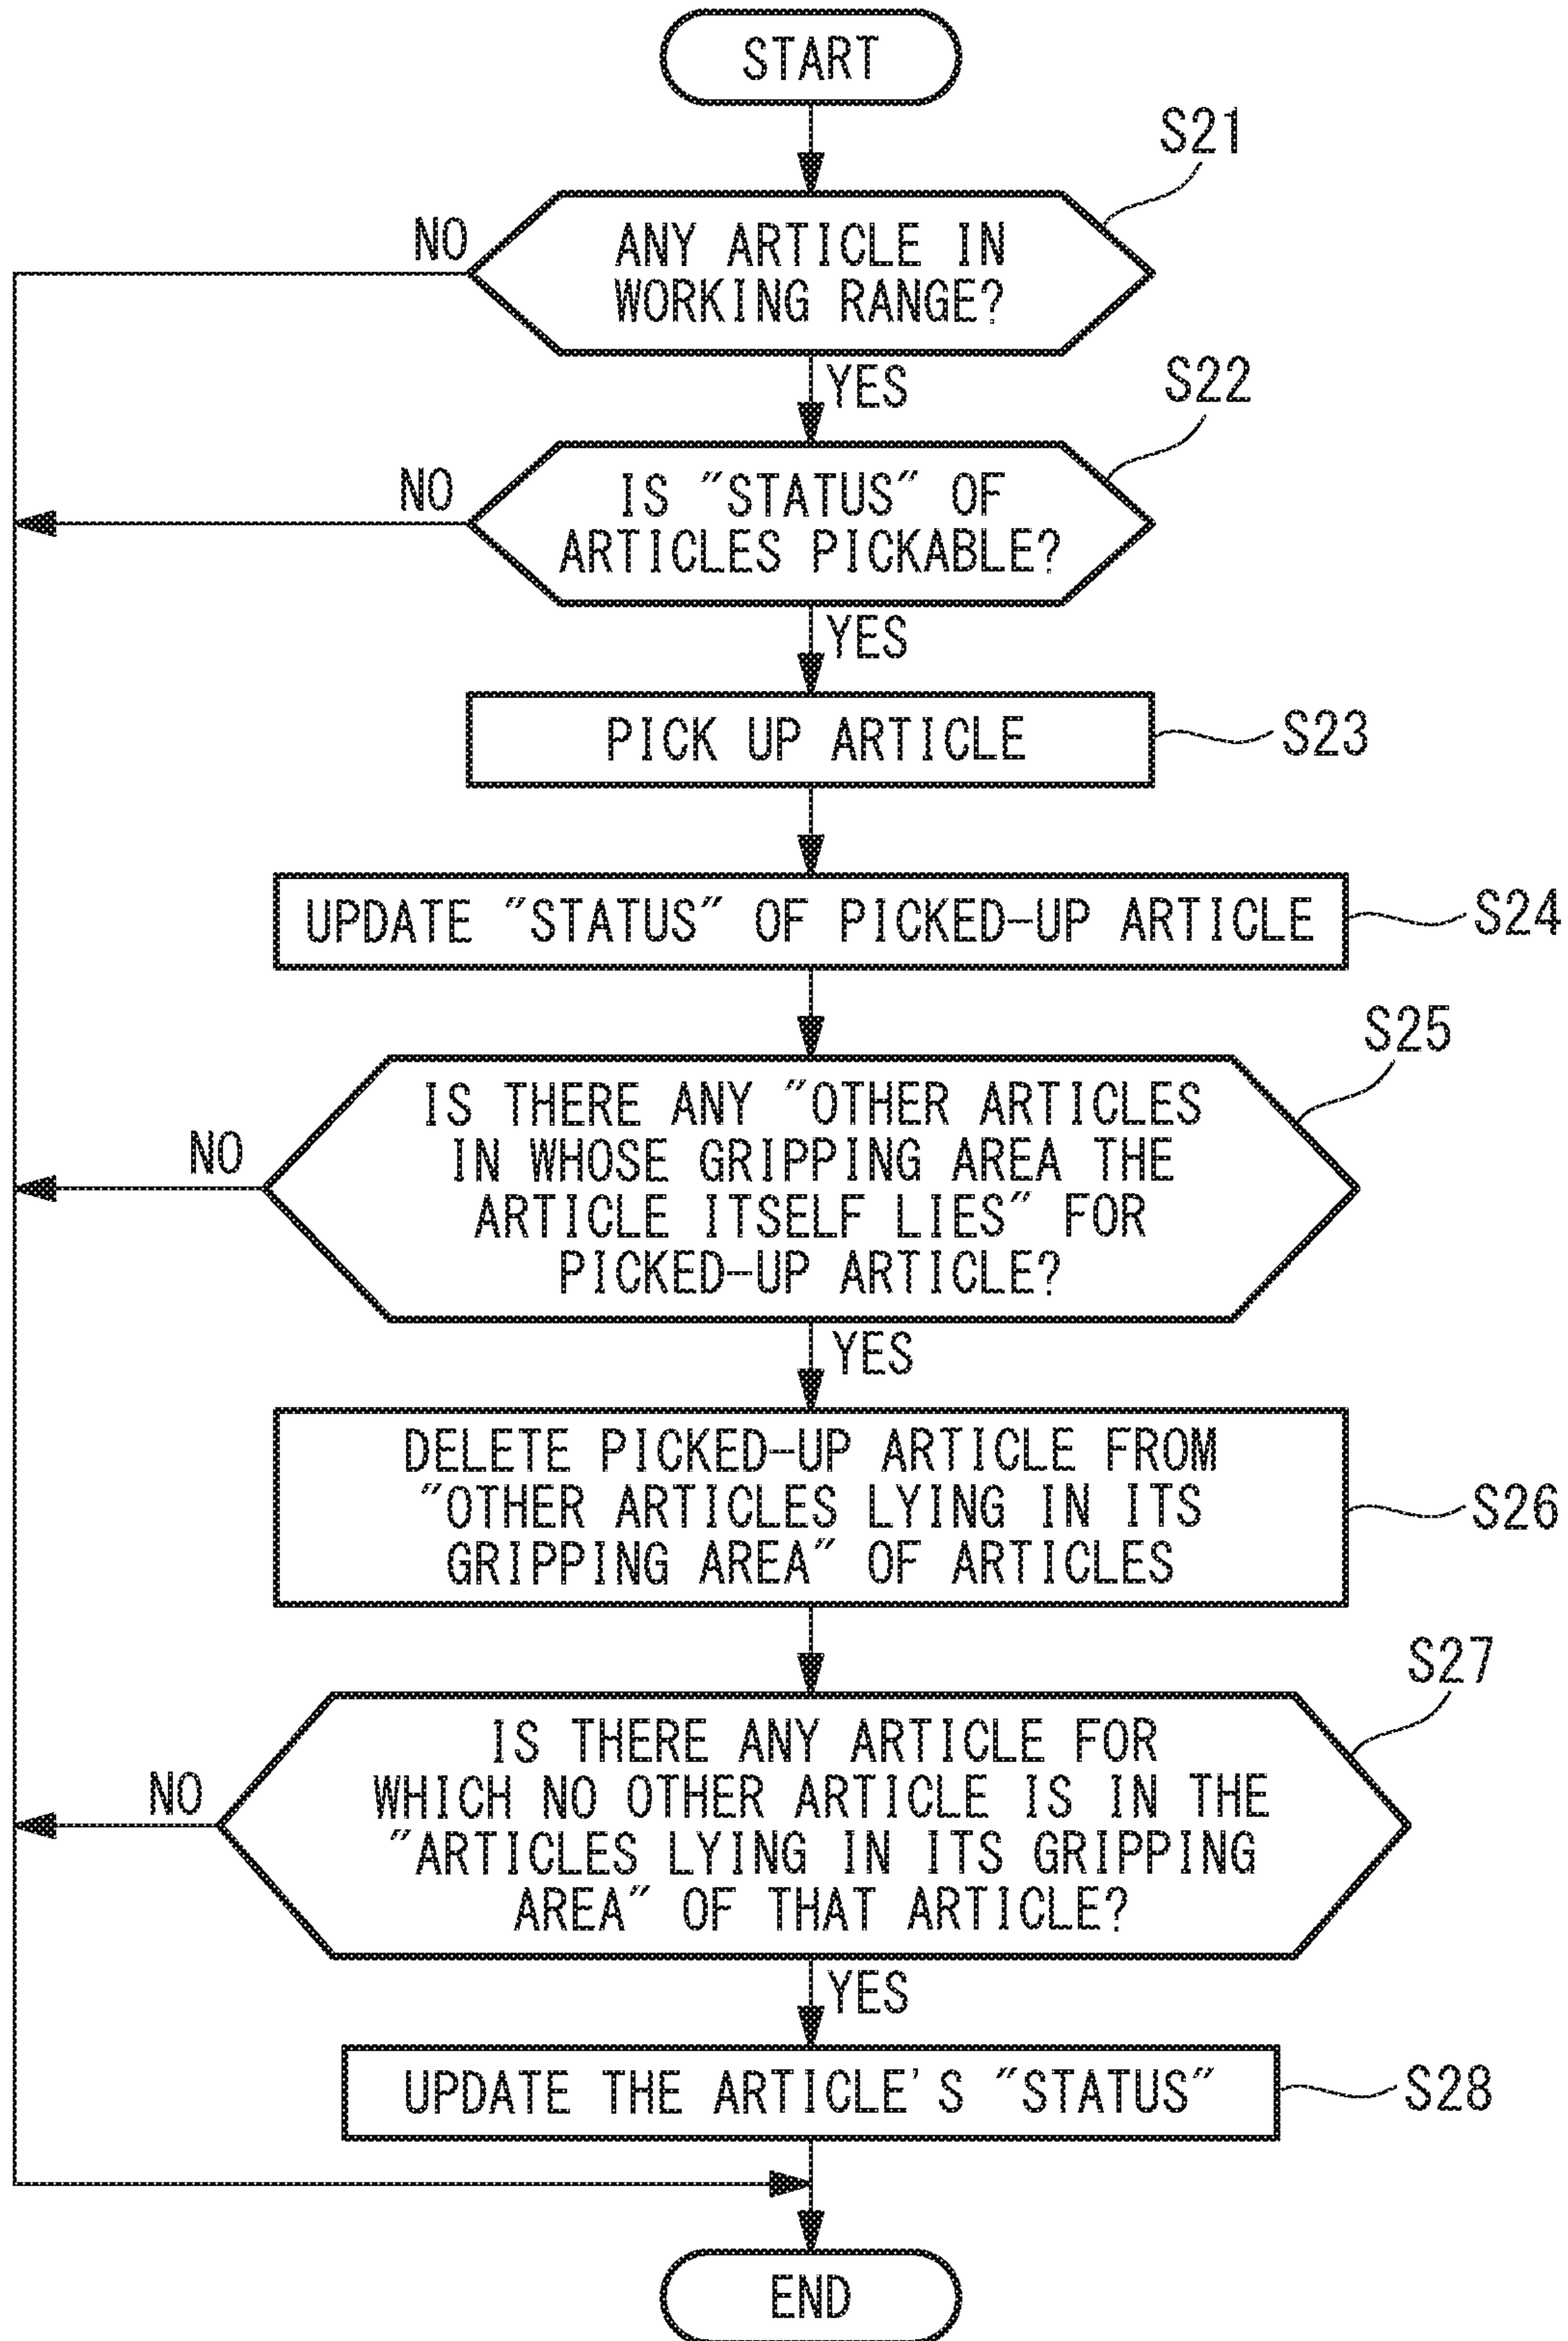 START
S21
NO
ANY ARTICLE IN
WORKING RANGE?
YES
S22
NO
IS "STATUS" OF
ARTICLES PICKABLE?
YES
PICK UP ARTICLE
S23
UPDATE "STATUS" OF PICKED-UP ARTICLE
S24
S25
IS THERE ANY "OTHER ARTICLES
IN WHOSE GRIPPING AREA THE
ARTICLE ITSELF LIES" FOR
PICKED-UP ARTICLE?
NO
YES
DELETE PICKED-UP ARTICLE FROM
"OTHER ARTICLES LYING IN ITS
GRIPPING AREA" OF ARTICLES
S26
S27
IS THERE ANY ARTICLE FOR
WHICH NO OTHER ARTICLE IS IN THE
"ARTICLES LYING IN ITS GRIPPING
AREA" OF THAT ARTICLE?
NO
YES
UPDATE THE ARTICLE'S "STATUS"
S28
END